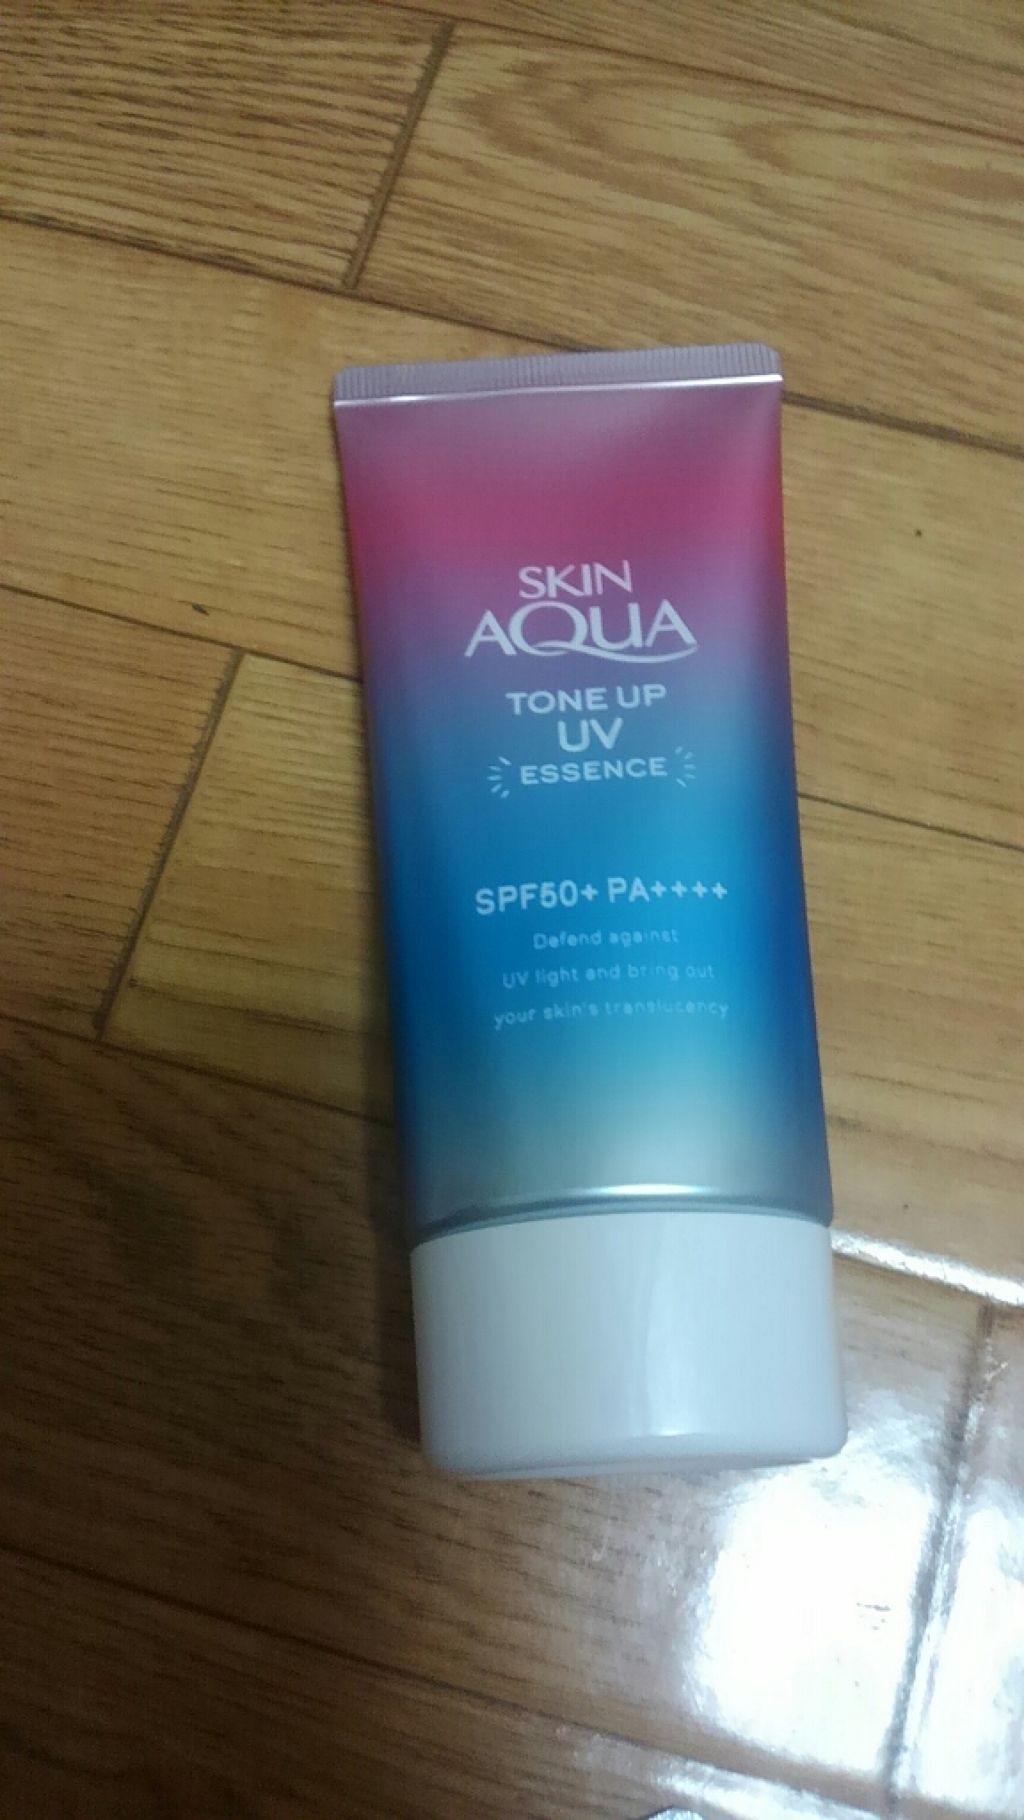 SKIN
AQUA
TONE UP
UV
ESSENCE
SPF50+ PA++++
Defend against
UV light and bring out
your skin's translucency